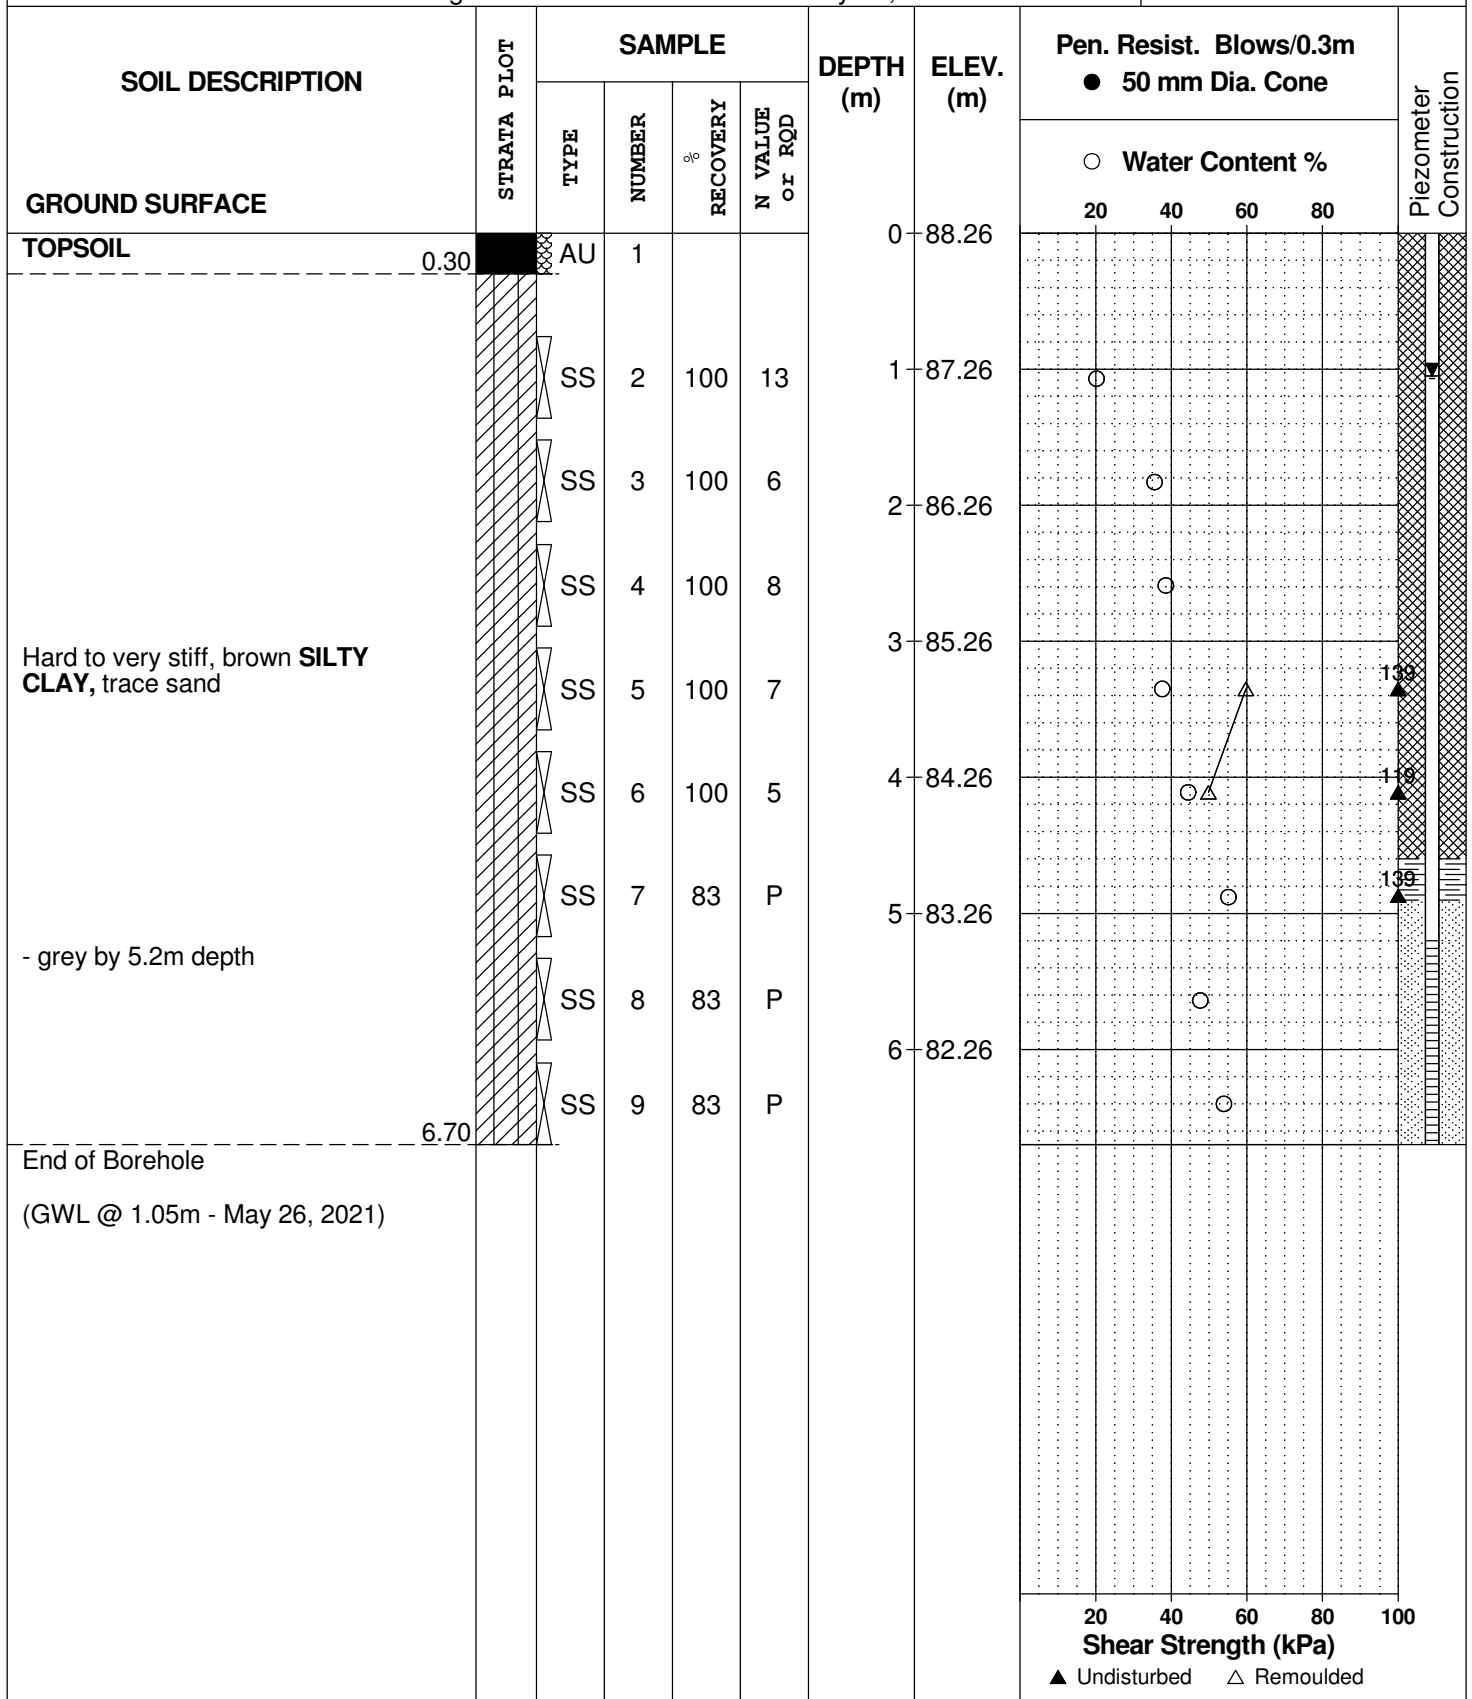 SOIL DESCRIPTION
GROUND SURFACE
STRATA PLOT
SAMPLE
TYPE
NUMBER
% RECOVERY
N VALUE or RQD
DEPTH (m)
ELEV. (m)
Pen. Resist. Blows/0.3m
● 50 mm Dia. Cone
○ Water Content %
20 40 60 80
Piezometer Construction
0 88.26
TOPSOIL
0.30
AU 1
1 87.26
SS 2 100 13
SS 3 100 6
2 86.26
SS 4 100 8
3 85.26
Hard to very stiff, brown SILTY
CLAY, trace sand
SS 5 100 7
139
4 84.26
119
SS 6 100 5
139
SS 7 83 P
5 83.26
- grey by 5.2m depth
SS 8 83 P
6 82.26
SS 9 83 P
6.70
End of Borehole
(GWL @ 1.05m - May 26, 2021)
20 40 60 80 100
Shear Strength (kPa)
▲ Undisturbed △ Remoulded